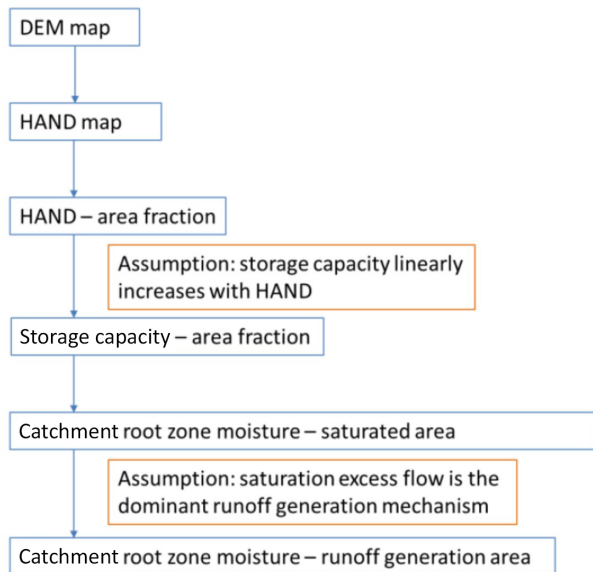 DEM map
HAND map
HAND – area fraction
Assumption: storage capacity linearly
increases with HAND
Storage capacity – area fraction
Catchment root zone moisture – saturated area
Assumption: saturation excess flow is the
dominant runoff generation mechanism
Catchment root zone moisture – runoff generation area